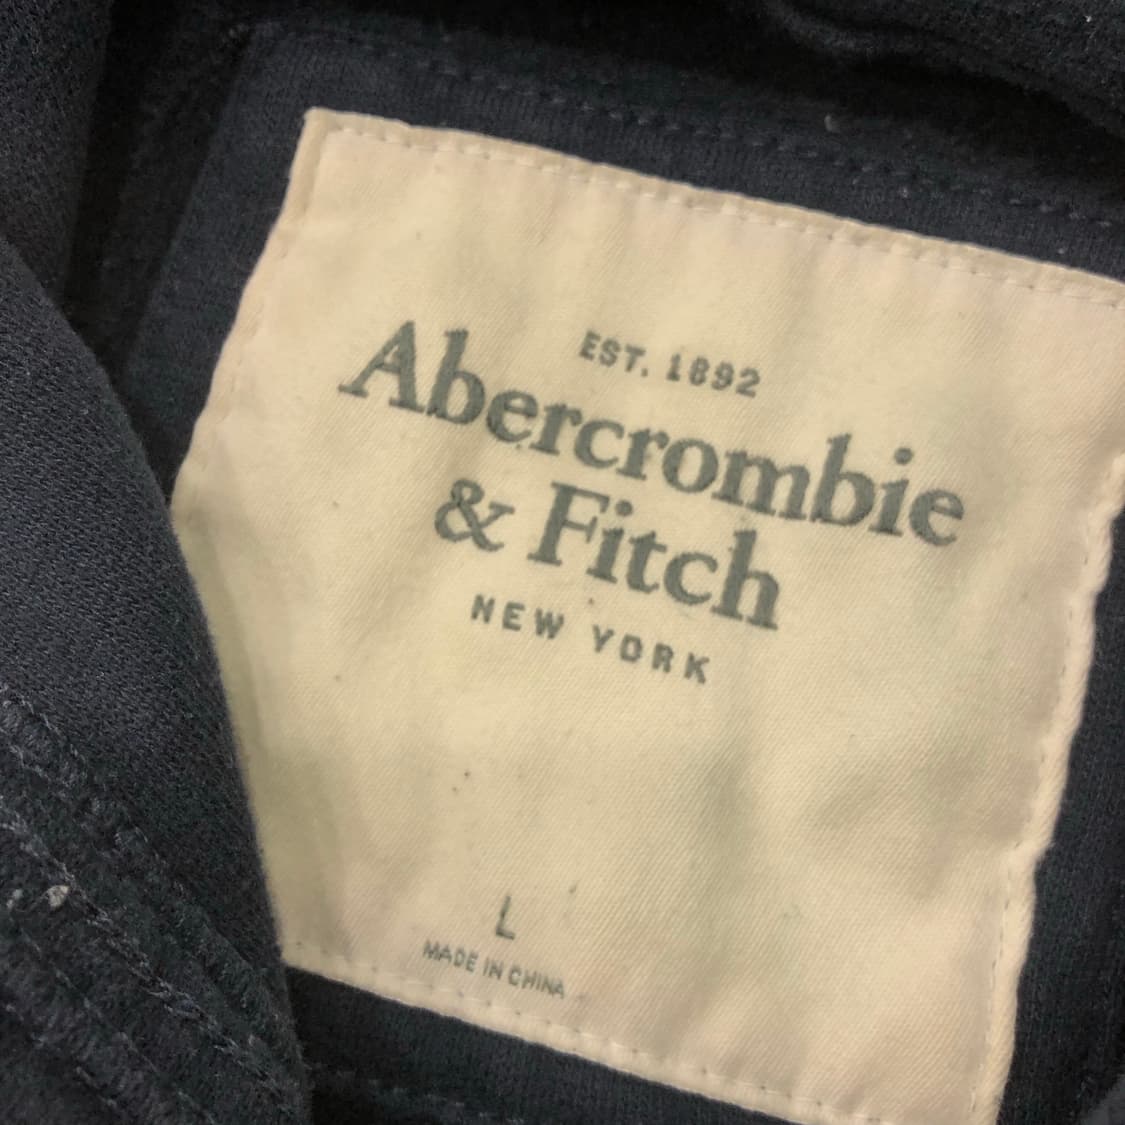 EST. 1892
Abercrombie
& Fitch
NEW YORK
L
MADE IN CHINA